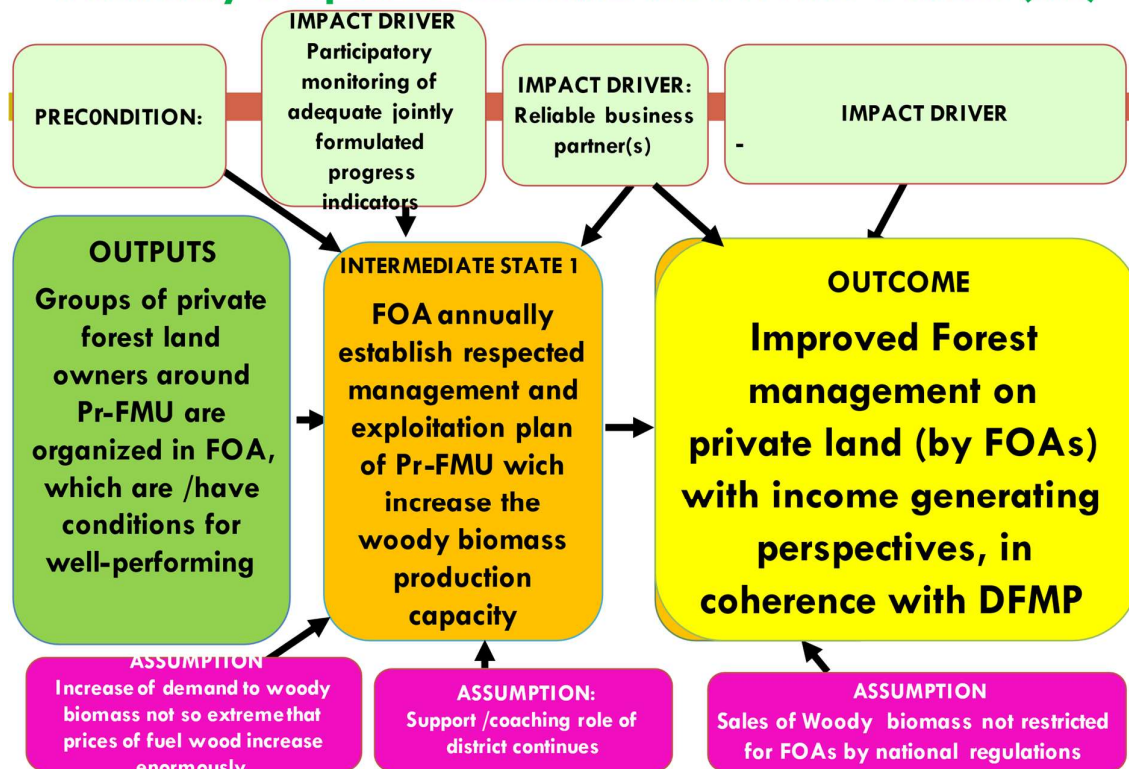 PREC0NDITION:
IMPACT DRIVER
Participatory
monitoring of
adequate jointly
formulated
progress
indicators
IMPACT DRIVER:
Reliable business
partner(s)
IMPACT DRIVER
-
OUTPUTS
Groups of private
forest land
owners around
Pr-FMU are
organized in FOA,
which are /have
conditions for
well-performing
INTERMEDIATE STATE 1
FOA annually
establish respected
management and
exploitation plan
of Pr-FMU wich
increase the
woody biomass
production
capacity
OUTCOME
Improved Forest
management on
private land (by FOAs)
with income generating
perspectives, in
coherence with DFMP
ASSUMPTION
Increase of demand to woody
biomass not so extreme that
prices of fuel wood increase
enormously
ASSUMPTION:
Support /coaching role of
district continues
ASSUMPTION
Sales of Woody biomass not restricted
for FOAs by national regulations